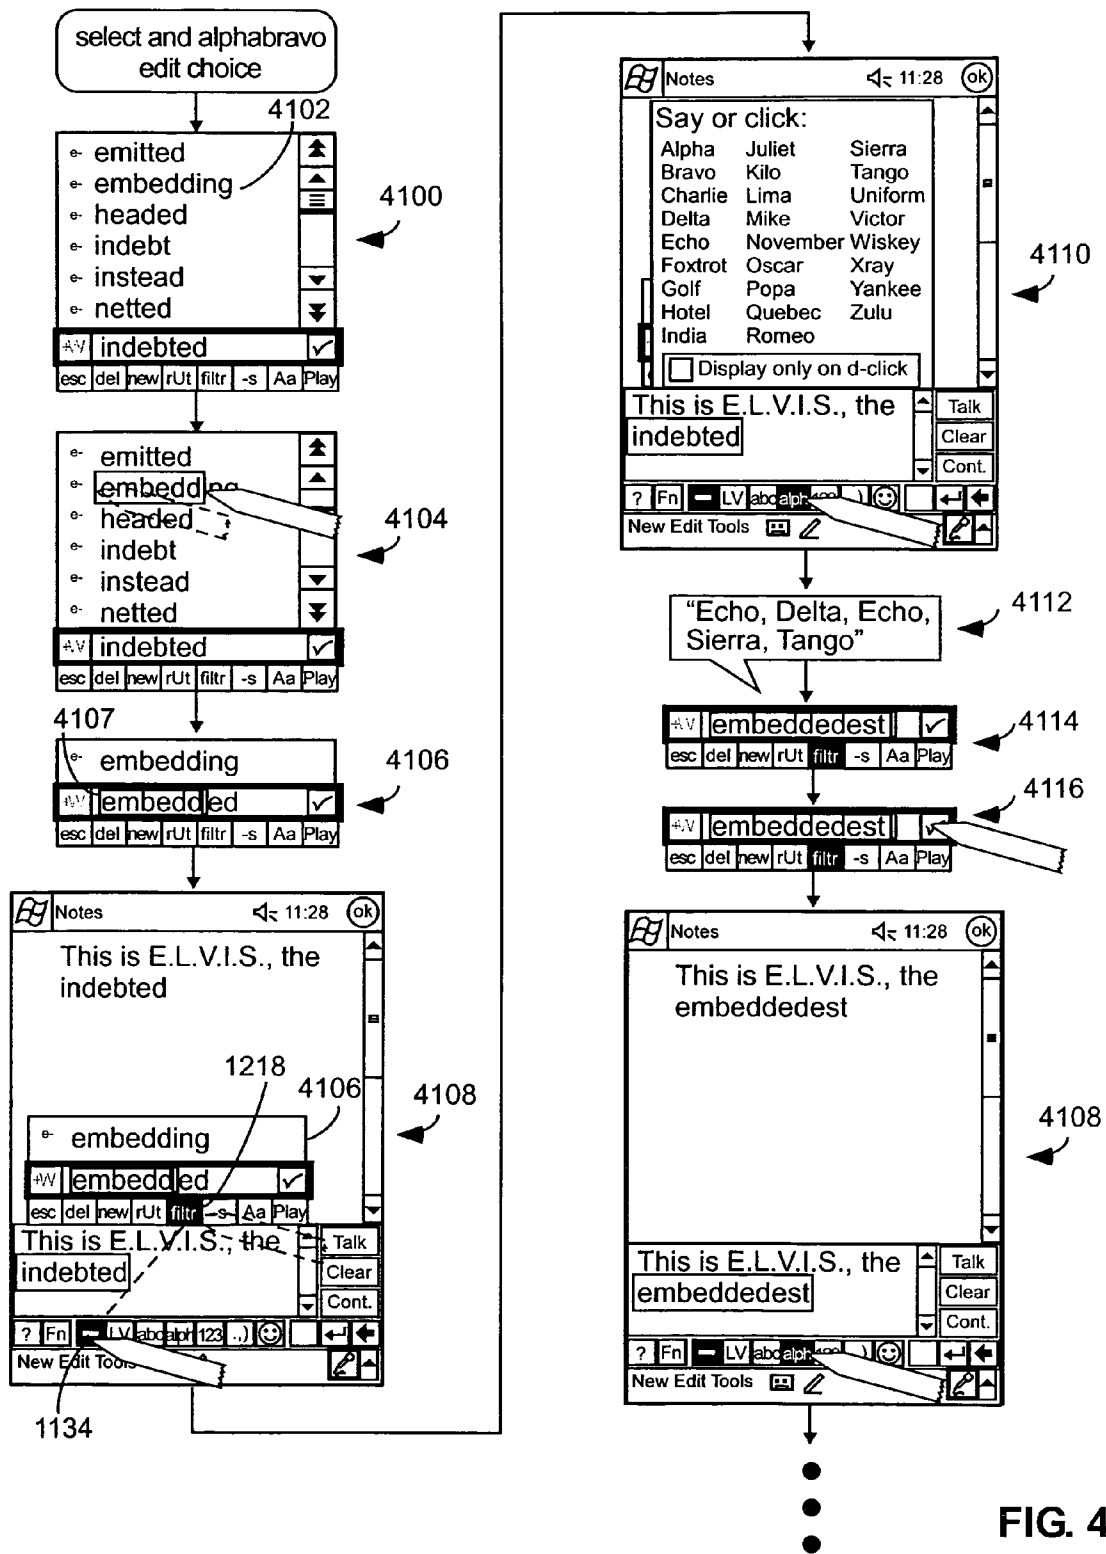 select and alphabravo
edit choice
4102
e- emitted
e- embedding
e- headed
e- indebt
e- instead
e- netted
indebted
esc del new rUt filtr -s Aa Play
4100
e- emitted
e- embedding
e- headed
e- indebt
e- instead
e- netted
indebted
esc del new rUt filtr -s Aa Play
4104
4107
e- embedding
embedded
esc del new rUt filtr -s Aa Play
4106
Notes 11:28 ok
This is E.L.V.I.S., the
indebted
1218
4106
4108
e- embedding
embedded
esc del new rUt filtr -s Aa Play
This is E.L.V.I.S., the
indebted
Talk
Clear
Cont.
? Fn LV abc alph 123 .,)
New Edit Tools
1134
Notes 11:28 ok
Say or click:
Alpha Juliet Sierra
Bravo Kilo Tango
Charlie Lima Uniform
Delta Mike Victor
Echo November Wiskey
Foxtrot Oscar Xray
Golf Popa Yankee
Hotel Quebec Zulu
India Romeo
Display only on d-click
4110
This is E.L.V.I.S., the
indebted
Talk
Clear
Cont.
? Fn LV abc alph
New Edit Tools
"Echo, Delta, Echo,
Sierra, Tango"
4112
embeddedest
esc del new rUt filtr -s Aa Play
4114
4116
embeddedest
esc del new rUt filtr -s Aa Play
Notes 11:28 ok
This is E.L.V.I.S., the
embeddedest
4108
This is E.L.V.I.S., the
embeddedest
Talk
Clear
Cont.
? Fn LV abc alph
New Edit Tools
FIG. 4